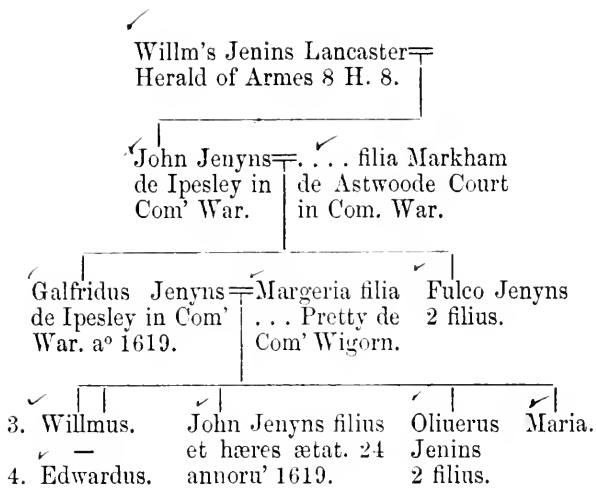 Willm's Jenins Lancaster
Herald of Armes 8 H. 8.
John Jenyns
de Ipesley in
Com' War.
. . . . filia Markham
de Astwoode Court
in Com. War.
Galfridus Jenyns
de Ipesley in Com'
War. aº 1619.
Margeria filia
. . . Pretty de
Com' Wigorn.
Fulco Jenyns
2 filius.
3. Willmus.
4. Edwardus.
John Jenyns filius
et hæres ætat. 24
annoru' 1619.
Oliuerus
Jenins
2 filius.
Maria.